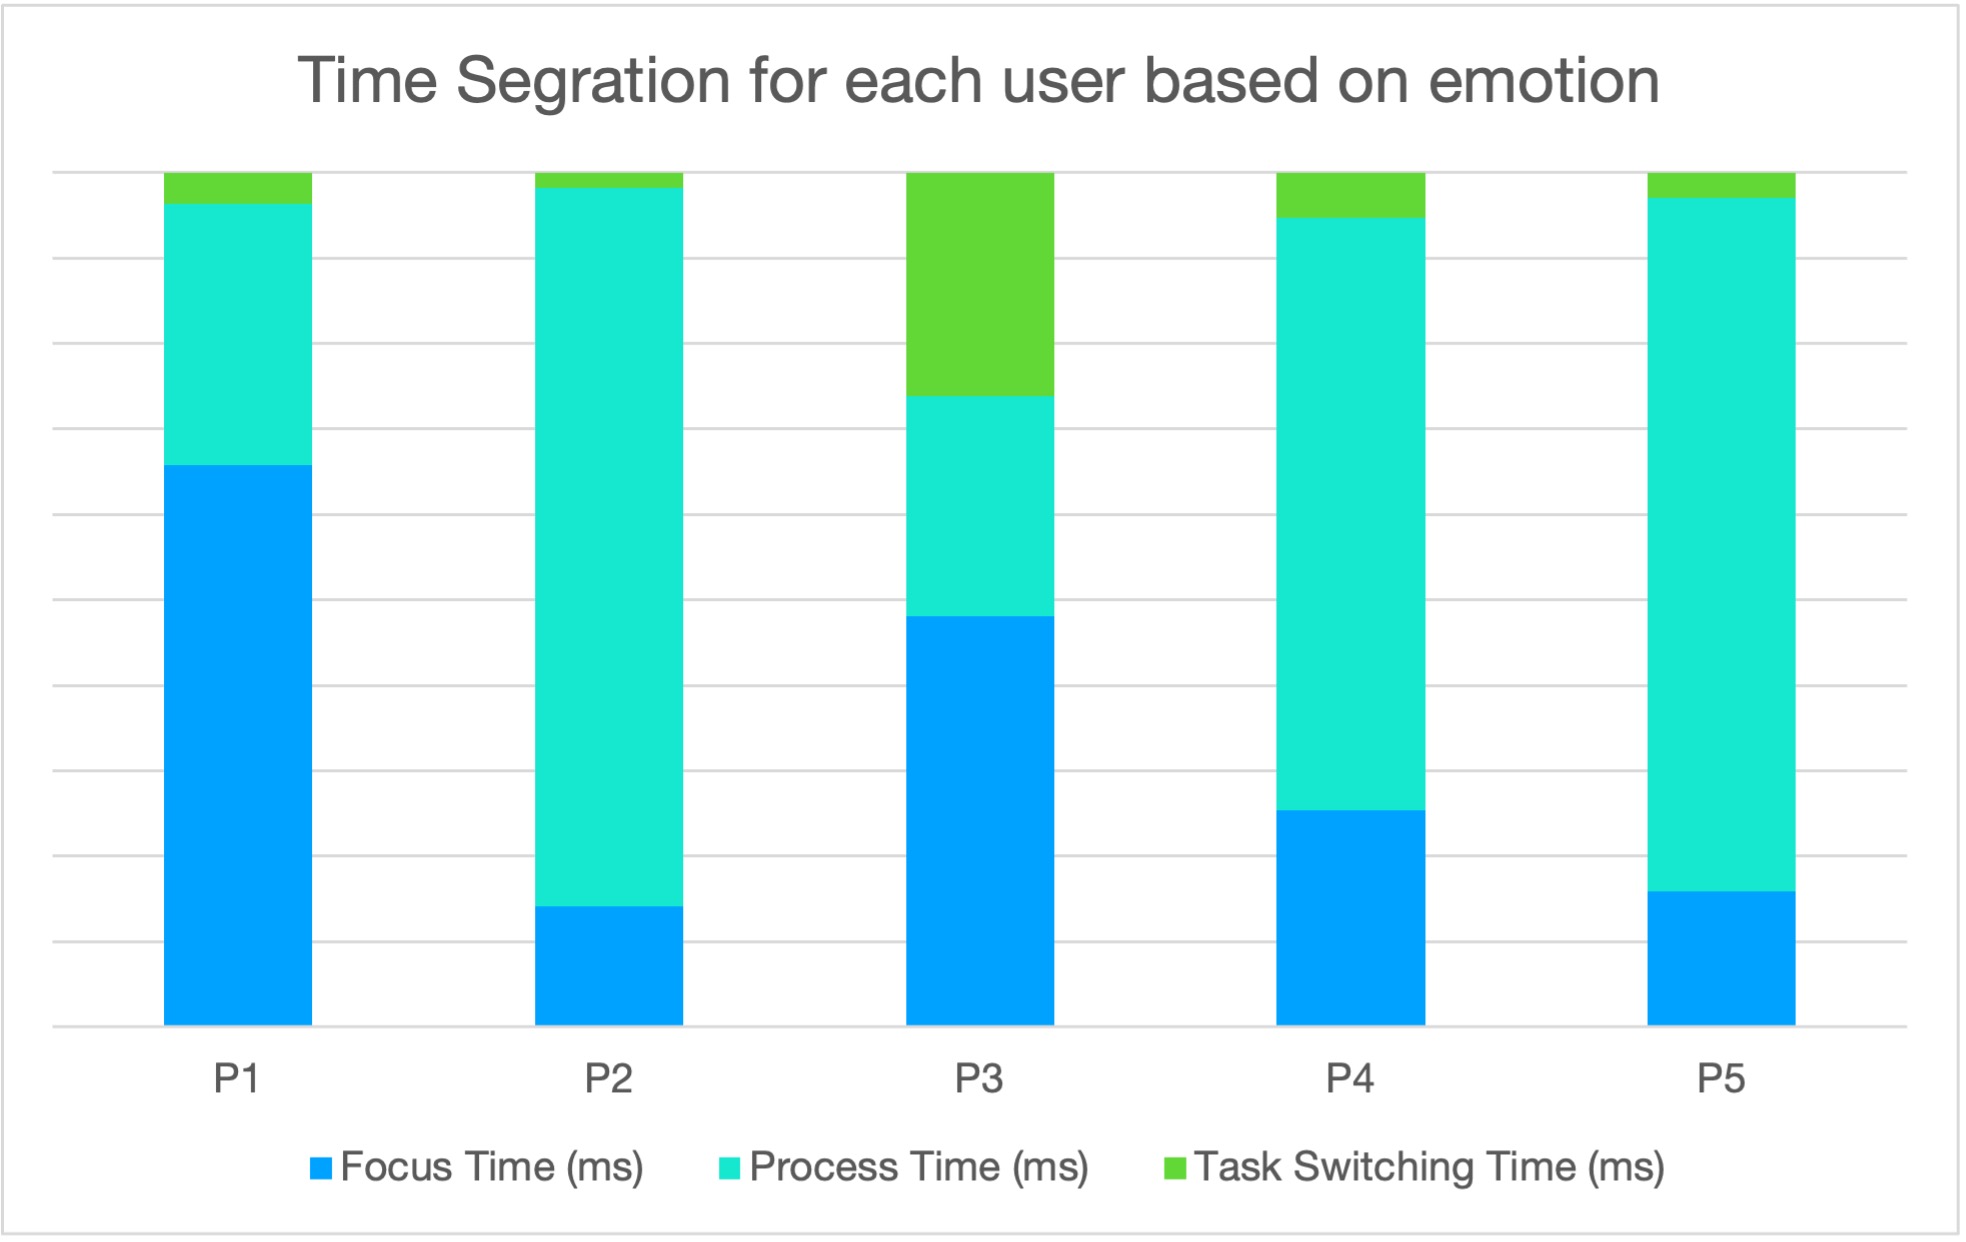 Time Segration for each user based on emotion
P1 P2 P3 P4 P5
Focus Time (ms) Process Time (ms) Task Switching Time (ms)